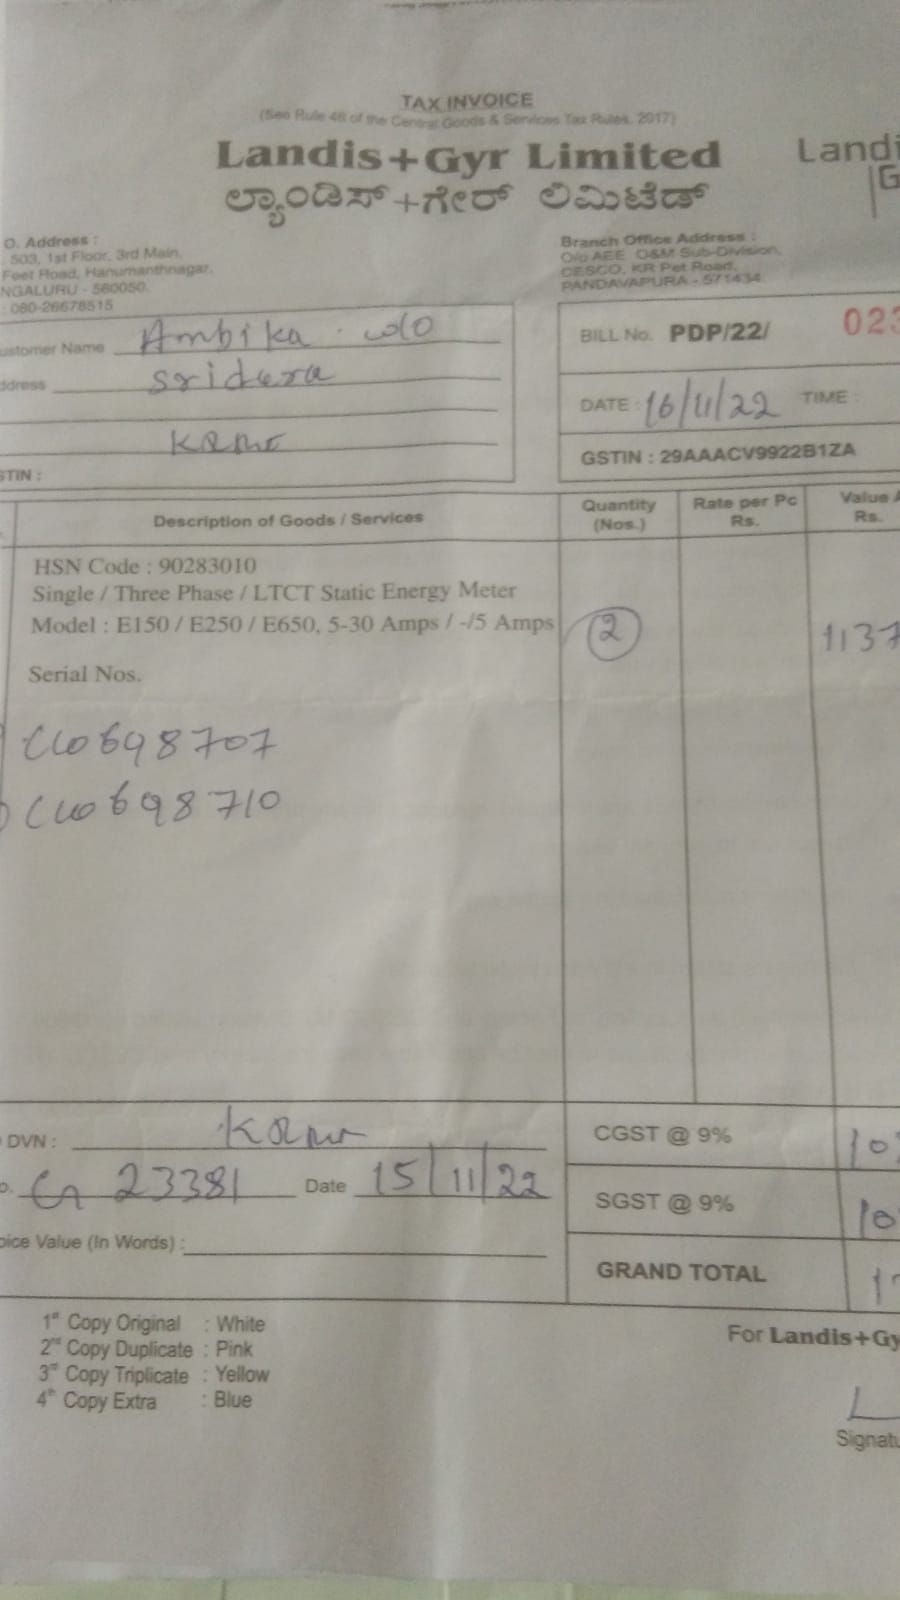 TAX INVOICE
(See Rule 46 of the Central Goods & Services Tax Rules, 2017)
Landis+Gyr Limited
Landi
G
ಲ್ಯಾಂಡಿಸ್+ಗೇರ್ ಲಿಮಿಟೆಡ್
O. Address :
503, 1st Floor, 3rd Main,
Feet Road, Hanumanthnagar,
NGALURU - 560050.
: 080-26678515
Branch Office Address :
O/o AEE, O&M Sub-Division,
CESCO, KR Pet Road,
PANDAVAPURA - 571434
ustomer Name Ambika
ddress
STIN :
BILL No. PDP/22/ 023
DATE : 16/11/22 TIME :
GSTIN : 29AAACV9922B1ZA
Description of Goods / Services
Quantity (Nos.)
Rate per Pc Rs.
Value A
Rs.
HSN Code : 90283010
Single / Three Phase / LTCT Static Energy Meter
Model : E150 / E250 / E650, 5-30 Amps / -/5 Amps 2 1137
Serial Nos.
698707
698710
DVN :
CGST @ 9% 10
G 23381 Date 15/11/22
SGST @ 9% 10
oice Value (In Words) :
GRAND TOTAL
1st Copy Original : White
2nd Copy Duplicate : Pink
3rd Copy Triplicate : Yellow
4th Copy Extra : Blue
For Landis+Gy
Signatu